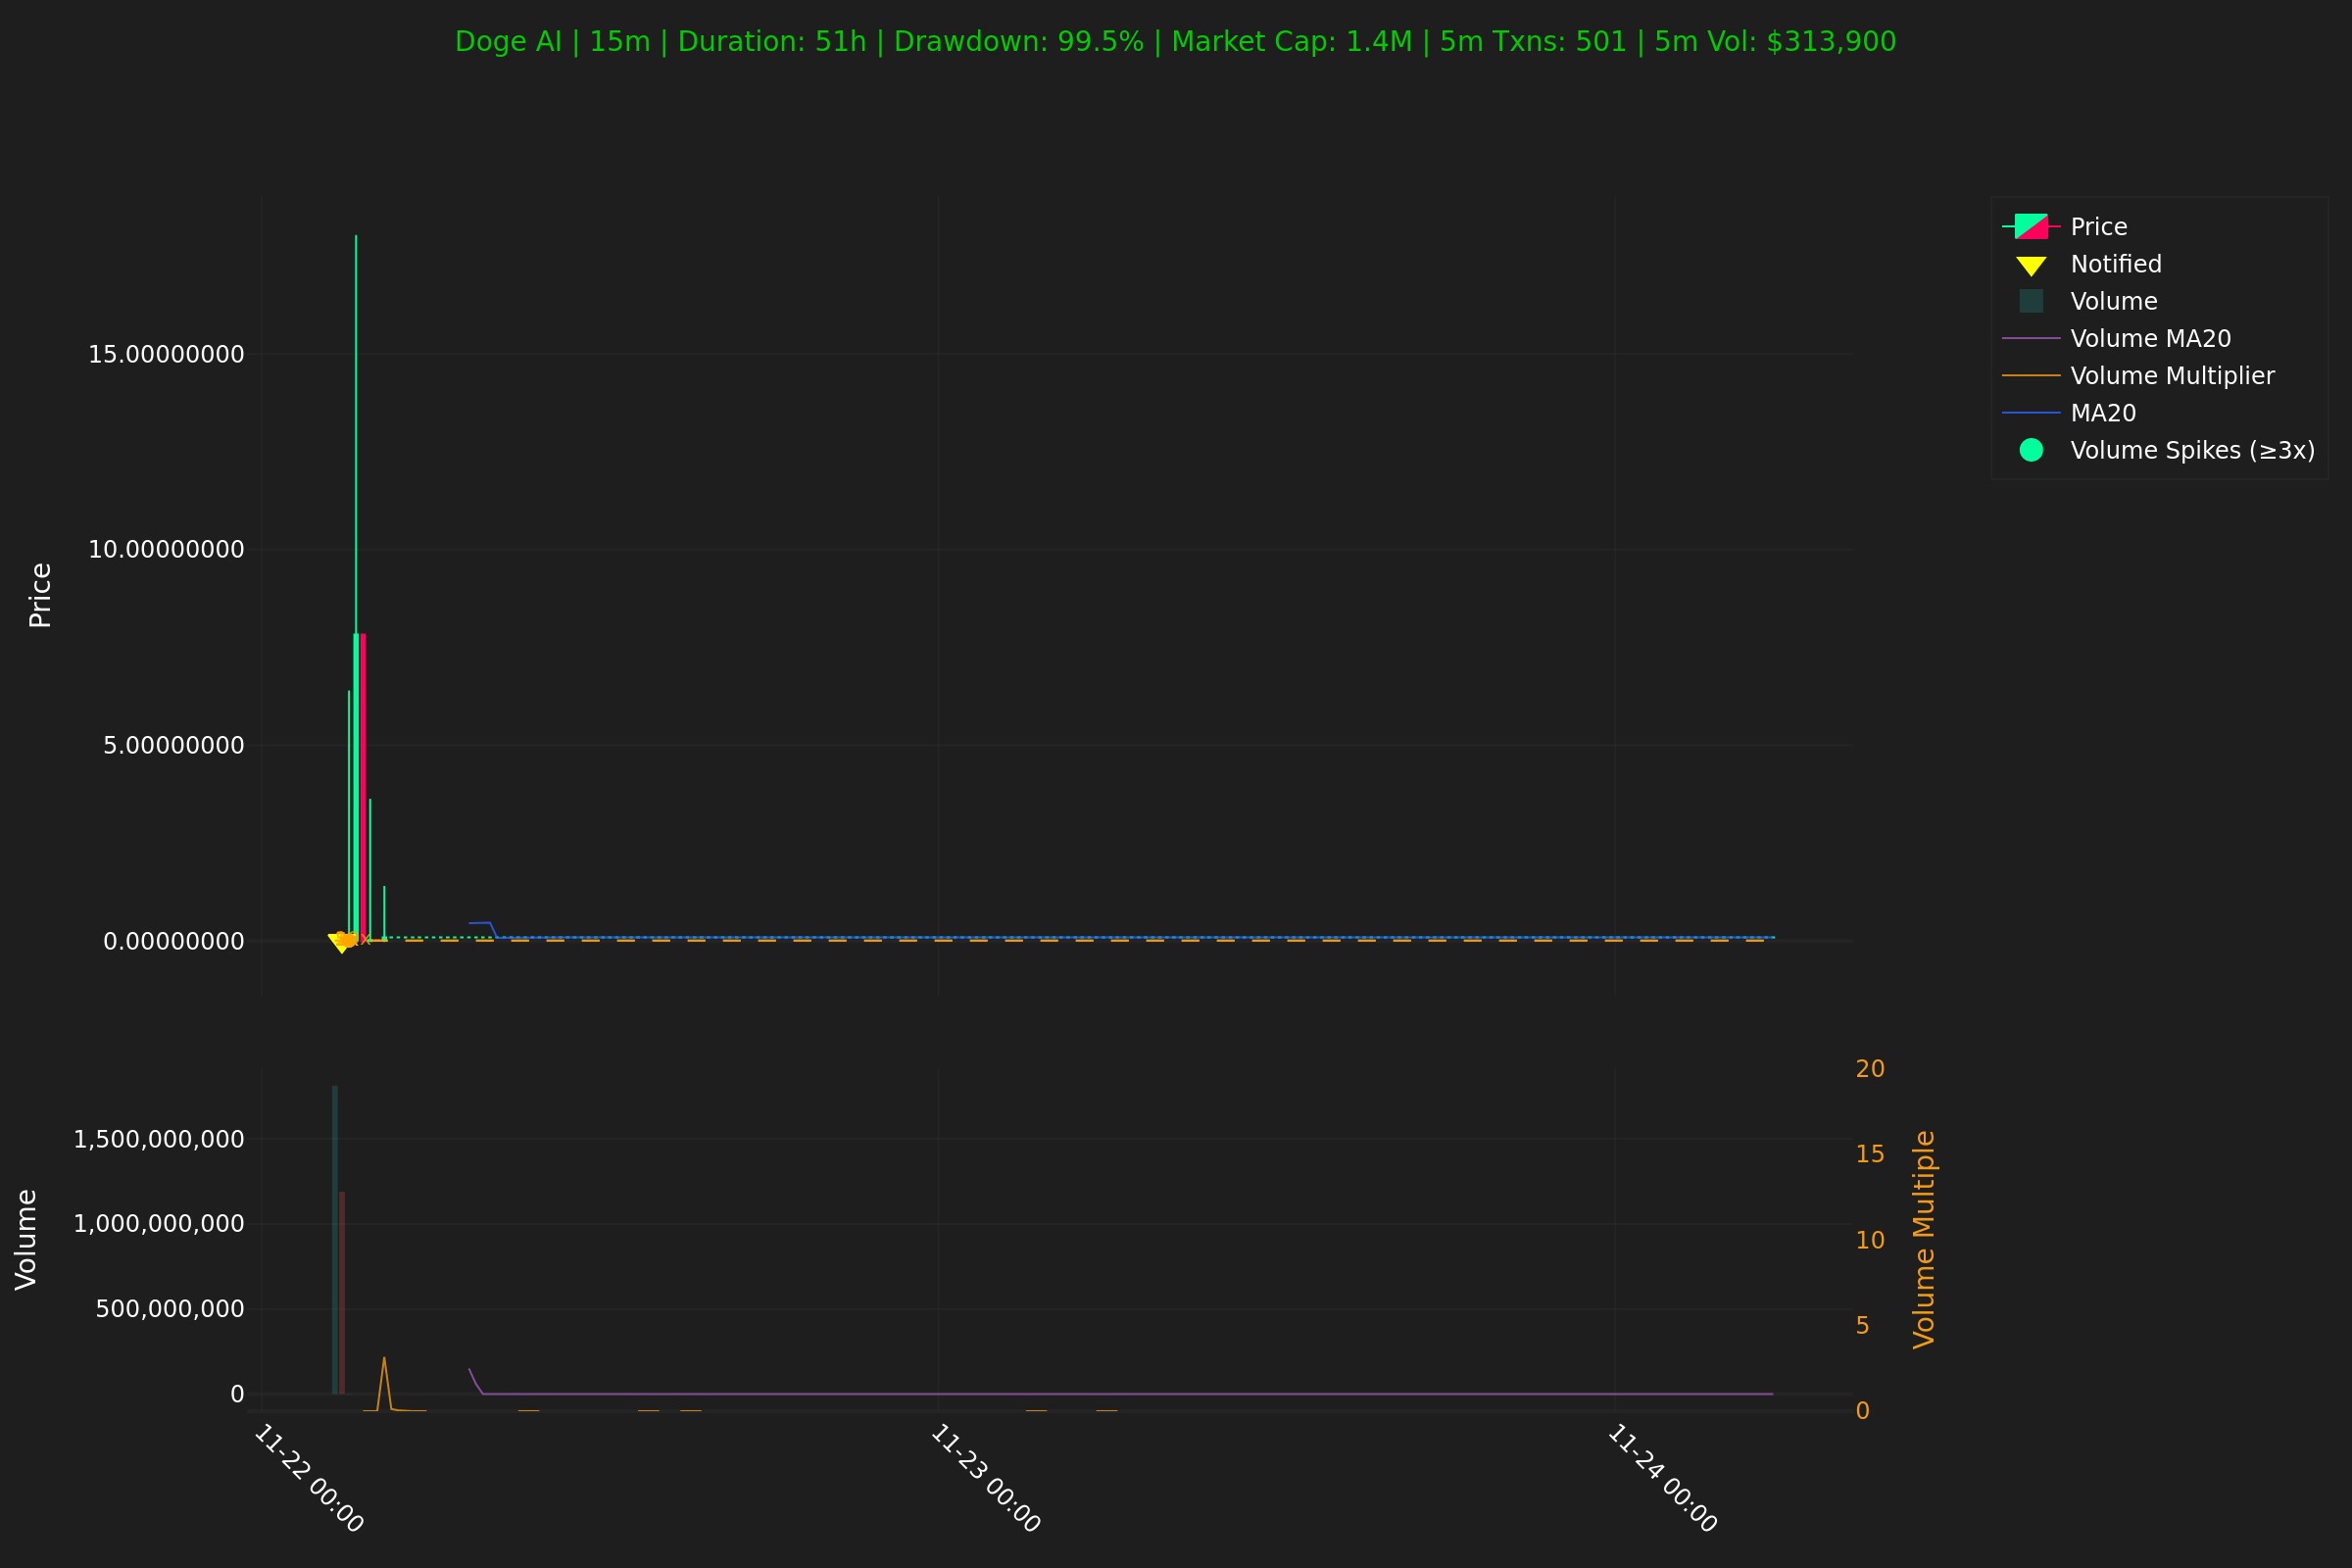 Doge AI | 15m | Duration: 51h | Drawdown: 99.5% | Market Cap: 1.4M | 5m Txns: 501 | 5m Vol: $313,900
Price
Notified
Volume
Volume MA20
Volume Multiplier
MA20
Volume Spikes (≥3x)
15.00000000
10.00000000
5.00000000
0.00000000
Price
1,500,000,000
1,000,000,000
500,000,000
0
Volume
20
15
10
5
0
Volume Multiple
11-22 00:00
11-23 00:00
11-24 00:00